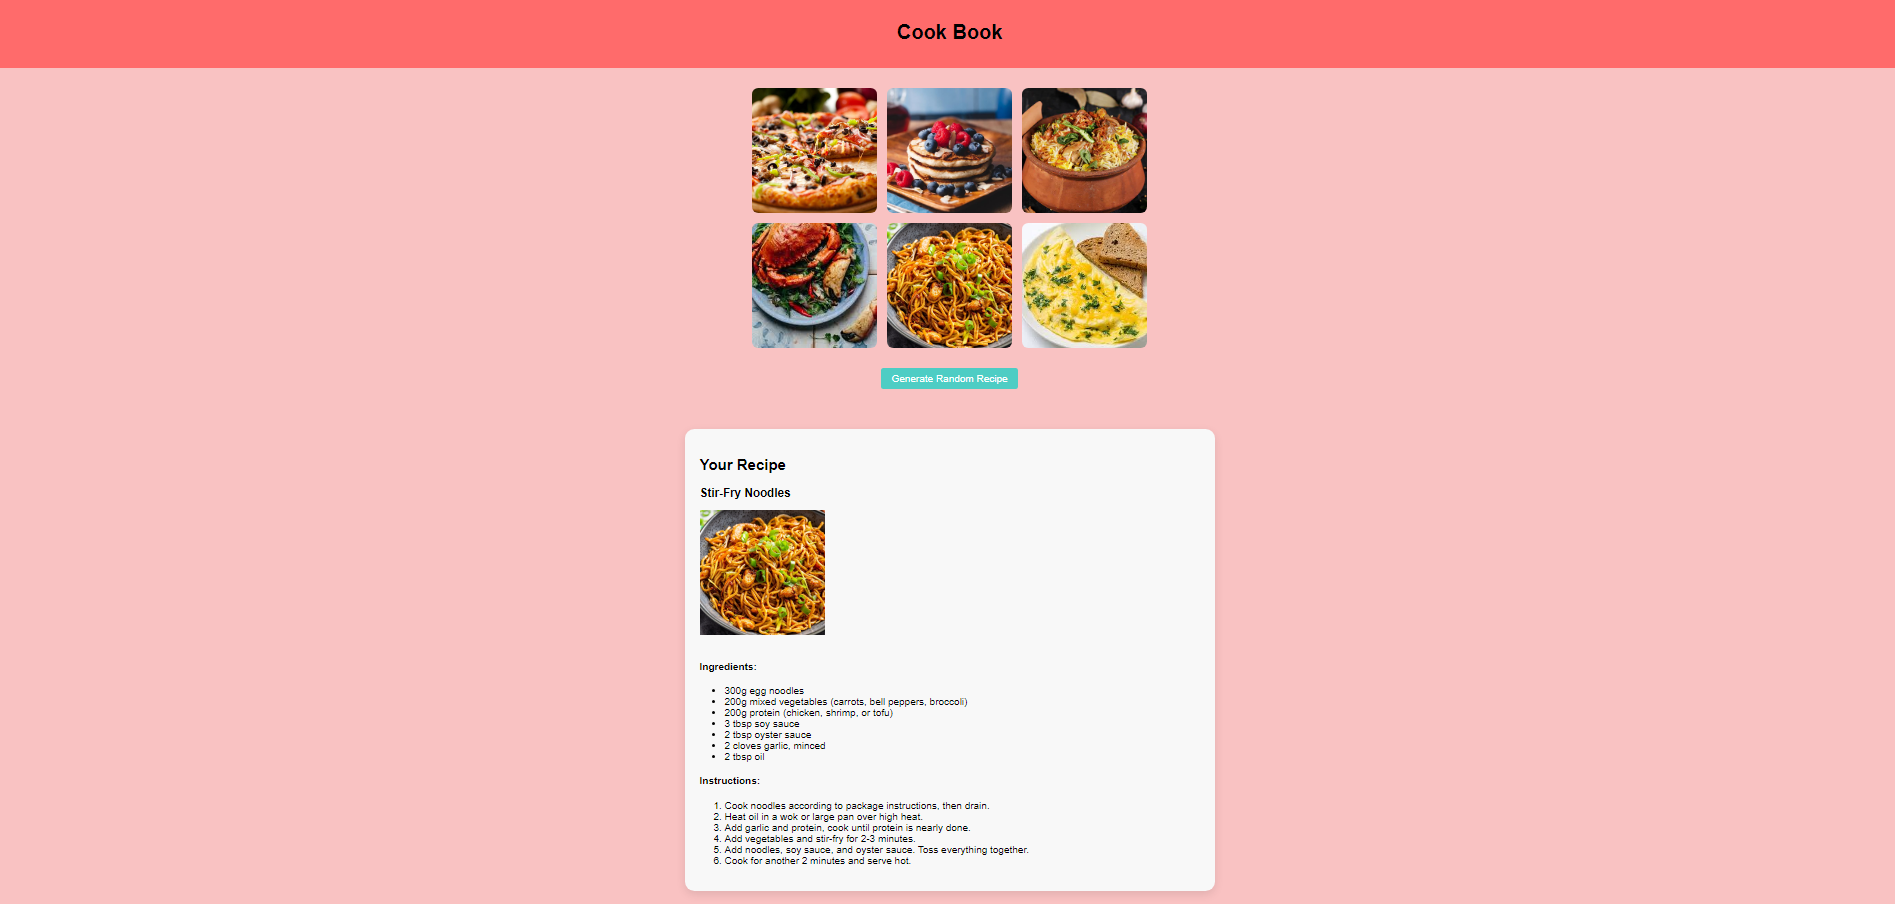 Cook Book
Generate Random Recipe
Your Recipe
Stir-Fry Noodles
Ingredients:
• 300g egg noodles
• 200g mixed vegetables (carrots, bell peppers, broccoli)
• 200g protein (chicken, shrimp, or tofu)
• 3 tbsp soy sauce
• 2 tbsp oyster sauce
• 2 cloves garlic, minced
• 2 tbsp oil
Instructions:
1. Cook noodles according to package instructions, then drain.
2. Heat oil in a wok or large pan over high heat.
3. Add garlic and protein, cook until protein is nearly done.
4. Add vegetables and stir-fry for 2-3 minutes.
5. Add noodles, soy sauce, and oyster sauce. Toss everything together.
6. Cook for another 2 minutes and serve hot.